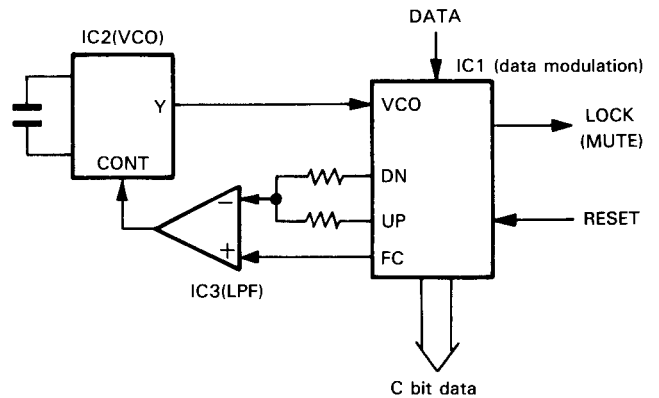 DATA
IC2(VCO)
IC1 (data modulation)
Y
VCO
LOCK
(MUTE)
CONT
DN
−
UP
RESET
+
FC
IC3(LPF)
C bit data